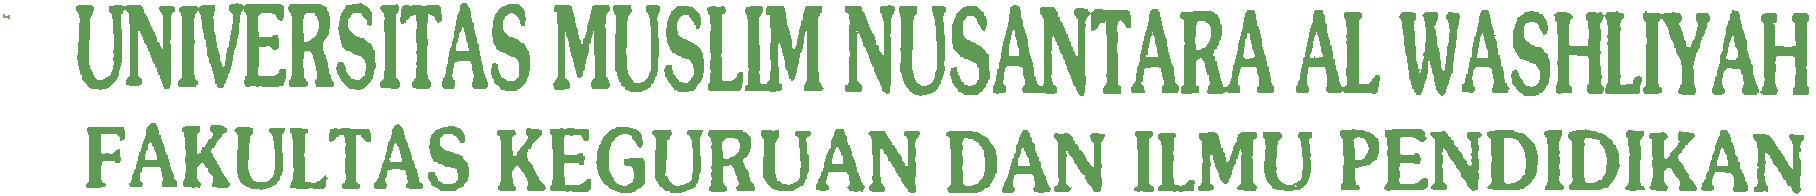 UNIVERSITAS MUSLIM NUSANTARA AL WASHLIYAH
FAKULTAS KEGURUAN DAN ILMU PENDIDIKAN